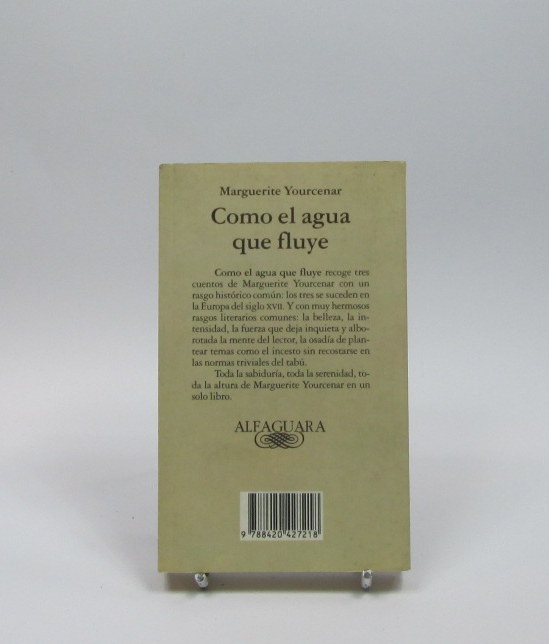 Marguerite Yourcenar
Como el agua
que fluye
Como el agua que fluye recoge tres
cuentos de Marguerite Yourcenar con un
rasgo histórico común: los tres se suceden en
la Europa del siglo XVII. Y con muy hermosos
rasgos literarios comunes: la belleza, la in-
tensidad, la fuerza que deja inquieta y albo-
rotada la mente del lector, la osadía de plan-
tear temas como el incesto sin recostarse en
las normas triviales del tabú.
Toda la sabiduría, toda la serenidad, to-
da la altura de Marguerite Yourcenar en un
solo libro.
ALFAGUARA
9 788420 427218